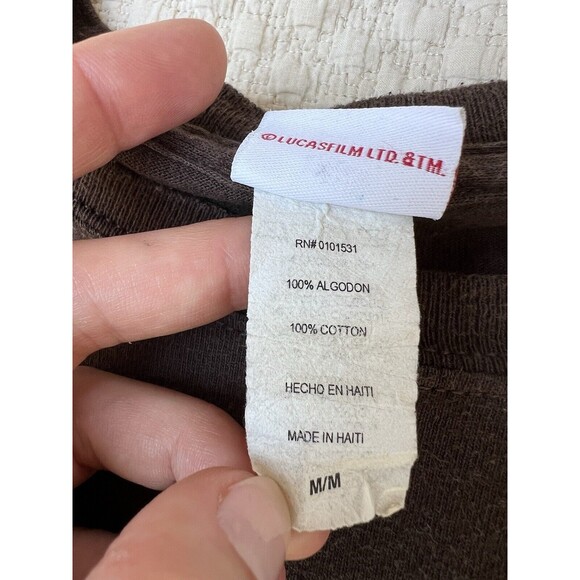 ©LUCASFILM LTD. &TM.
RN# 0101531
100% ALGODON
100% COTTON
HECHO EN HAITI
MADE IN HAITI
M/M